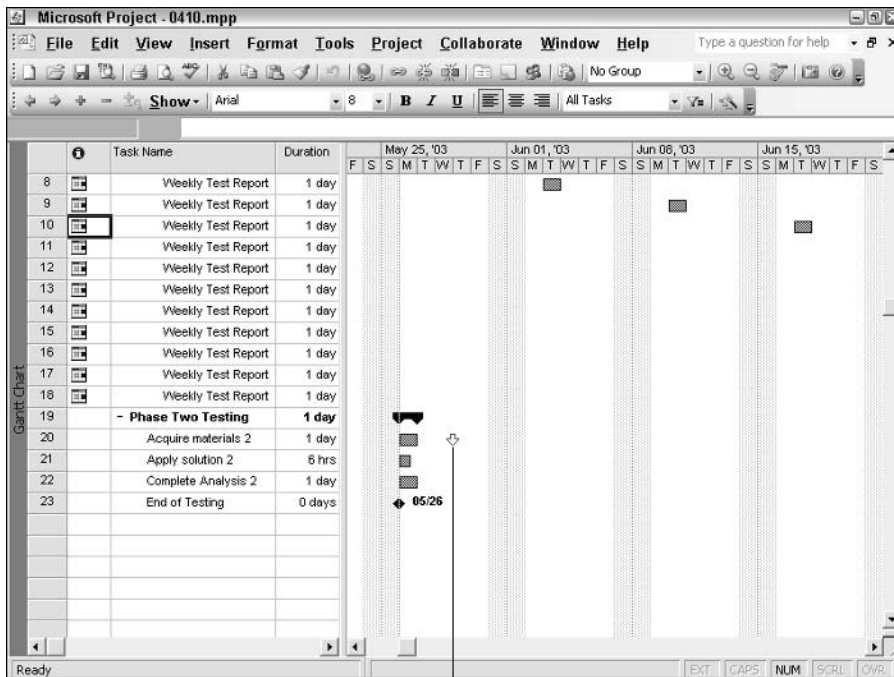 Microsoft Project - 0410.mpp
File Edit View Insert Format Tools Project Collaborate Window Help Type a question for help
No Group
Show Arial 8 B I U All Tasks
Task Name Duration May 25, '03 Jun 01, '03 Jun 08, '03 Jun 15, '03
F S S M T W T F S S M T W T F S S M T W T F S S M T W T F S
8 Weekly Test Report 1 day
9 Weekly Test Report 1 day
10 Weekly Test Report 1 day
11 Weekly Test Report 1 day
12 Weekly Test Report 1 day
13 Weekly Test Report 1 day
14 Weekly Test Report 1 day
15 Weekly Test Report 1 day
16 Weekly Test Report 1 day
17 Weekly Test Report 1 day
18 Weekly Test Report 1 day
19 - Phase Two Testing 1 day
20 Acquire materials 2 1 day
21 Apply solution 2 6 hrs
22 Complete Analysis 2 1 day
23 End of Testing 0 days 05/26
Gantt Chart
Ready EXT CAPS NUM SCRL OVR